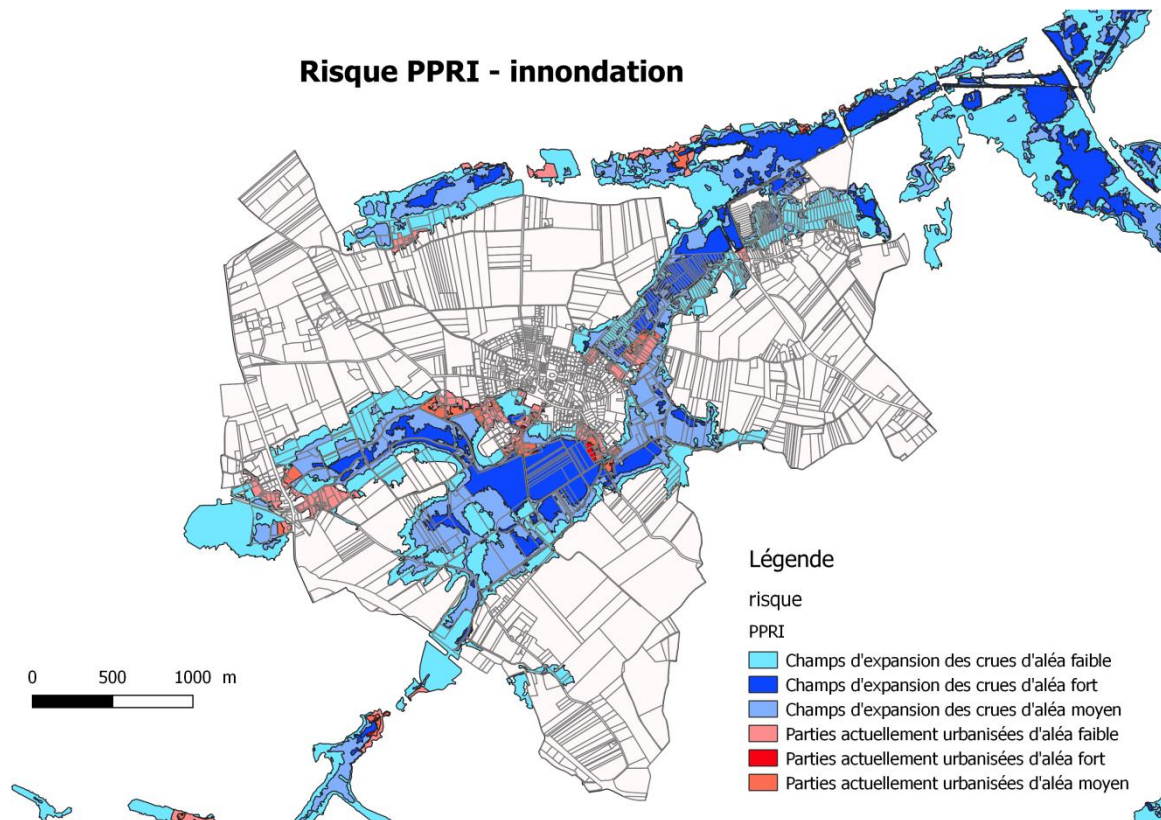 Risque PPRI - innondation
Légende
risque
PPRI
Champs d'expansion des crues d'aléa faible
Champs d'expansion des crues d'aléa fort
Champs d'expansion des crues d'aléa moyen
Parties actuellement urbanisées d'aléa faible
Parties actuellement urbanisées d'aléa fort
Parties actuellement urbanisées d'aléa moyen
0 500 1000 m